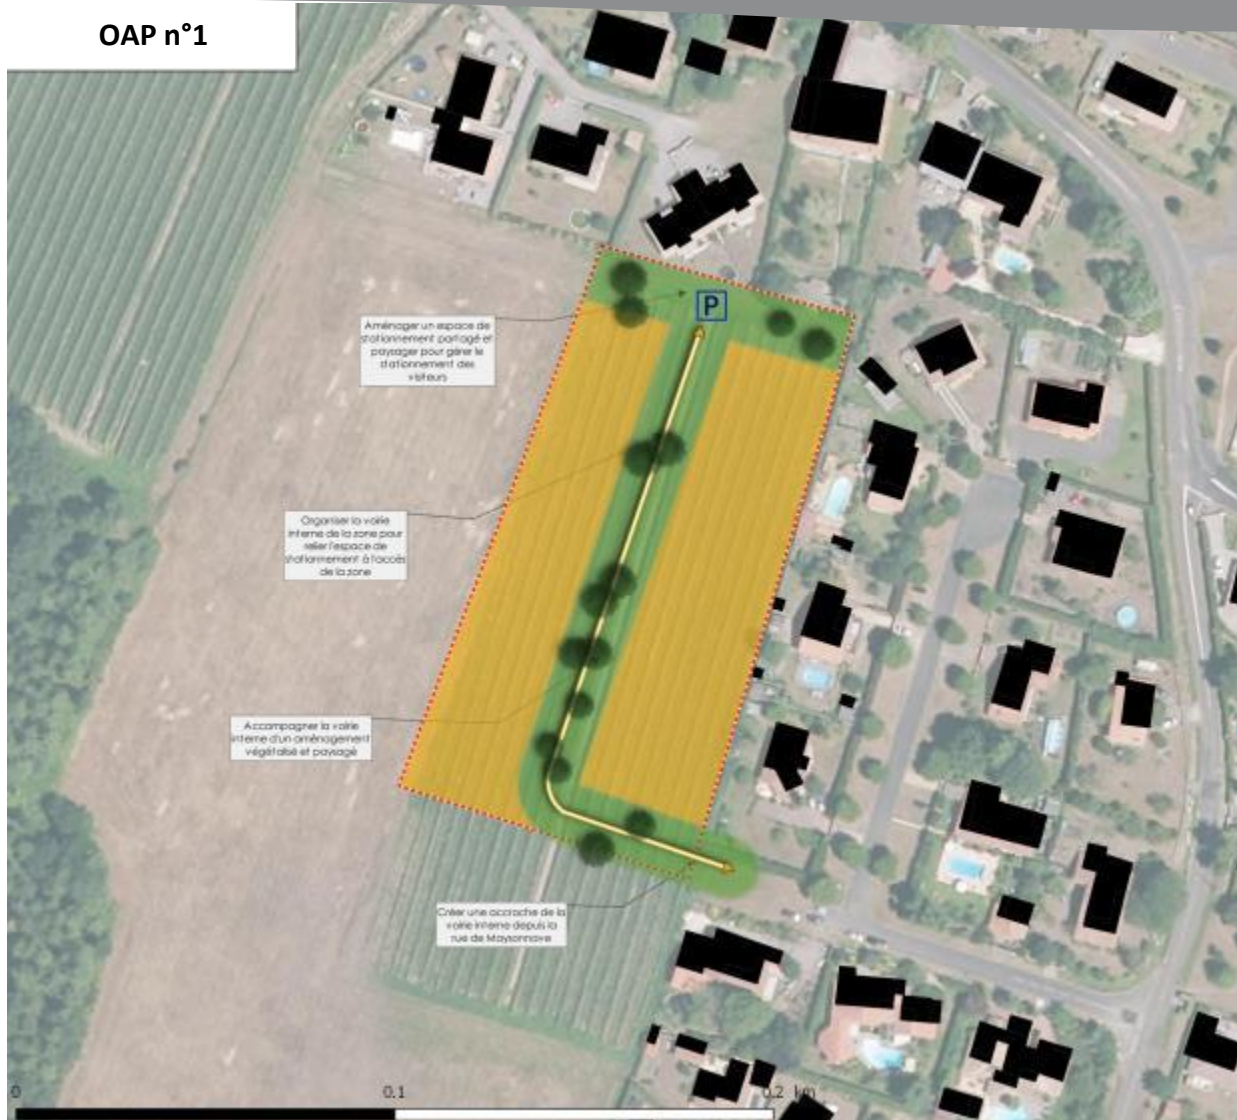 OAP n°1
P
Aménager un espace de
stationnement partagé et
paysager pour gérer le
stationnement des
visiteurs
Organiser la voirie
interne de la zone pour
relier l'espace de
stationnement à l'accès
de la zone
Accompagner la voirie
interne d'un aménagement
végétalisé et paysagé
Créer une accroche de la
voirie interne depuis la
rue de Maysonnave
0 0.1 0.2 km